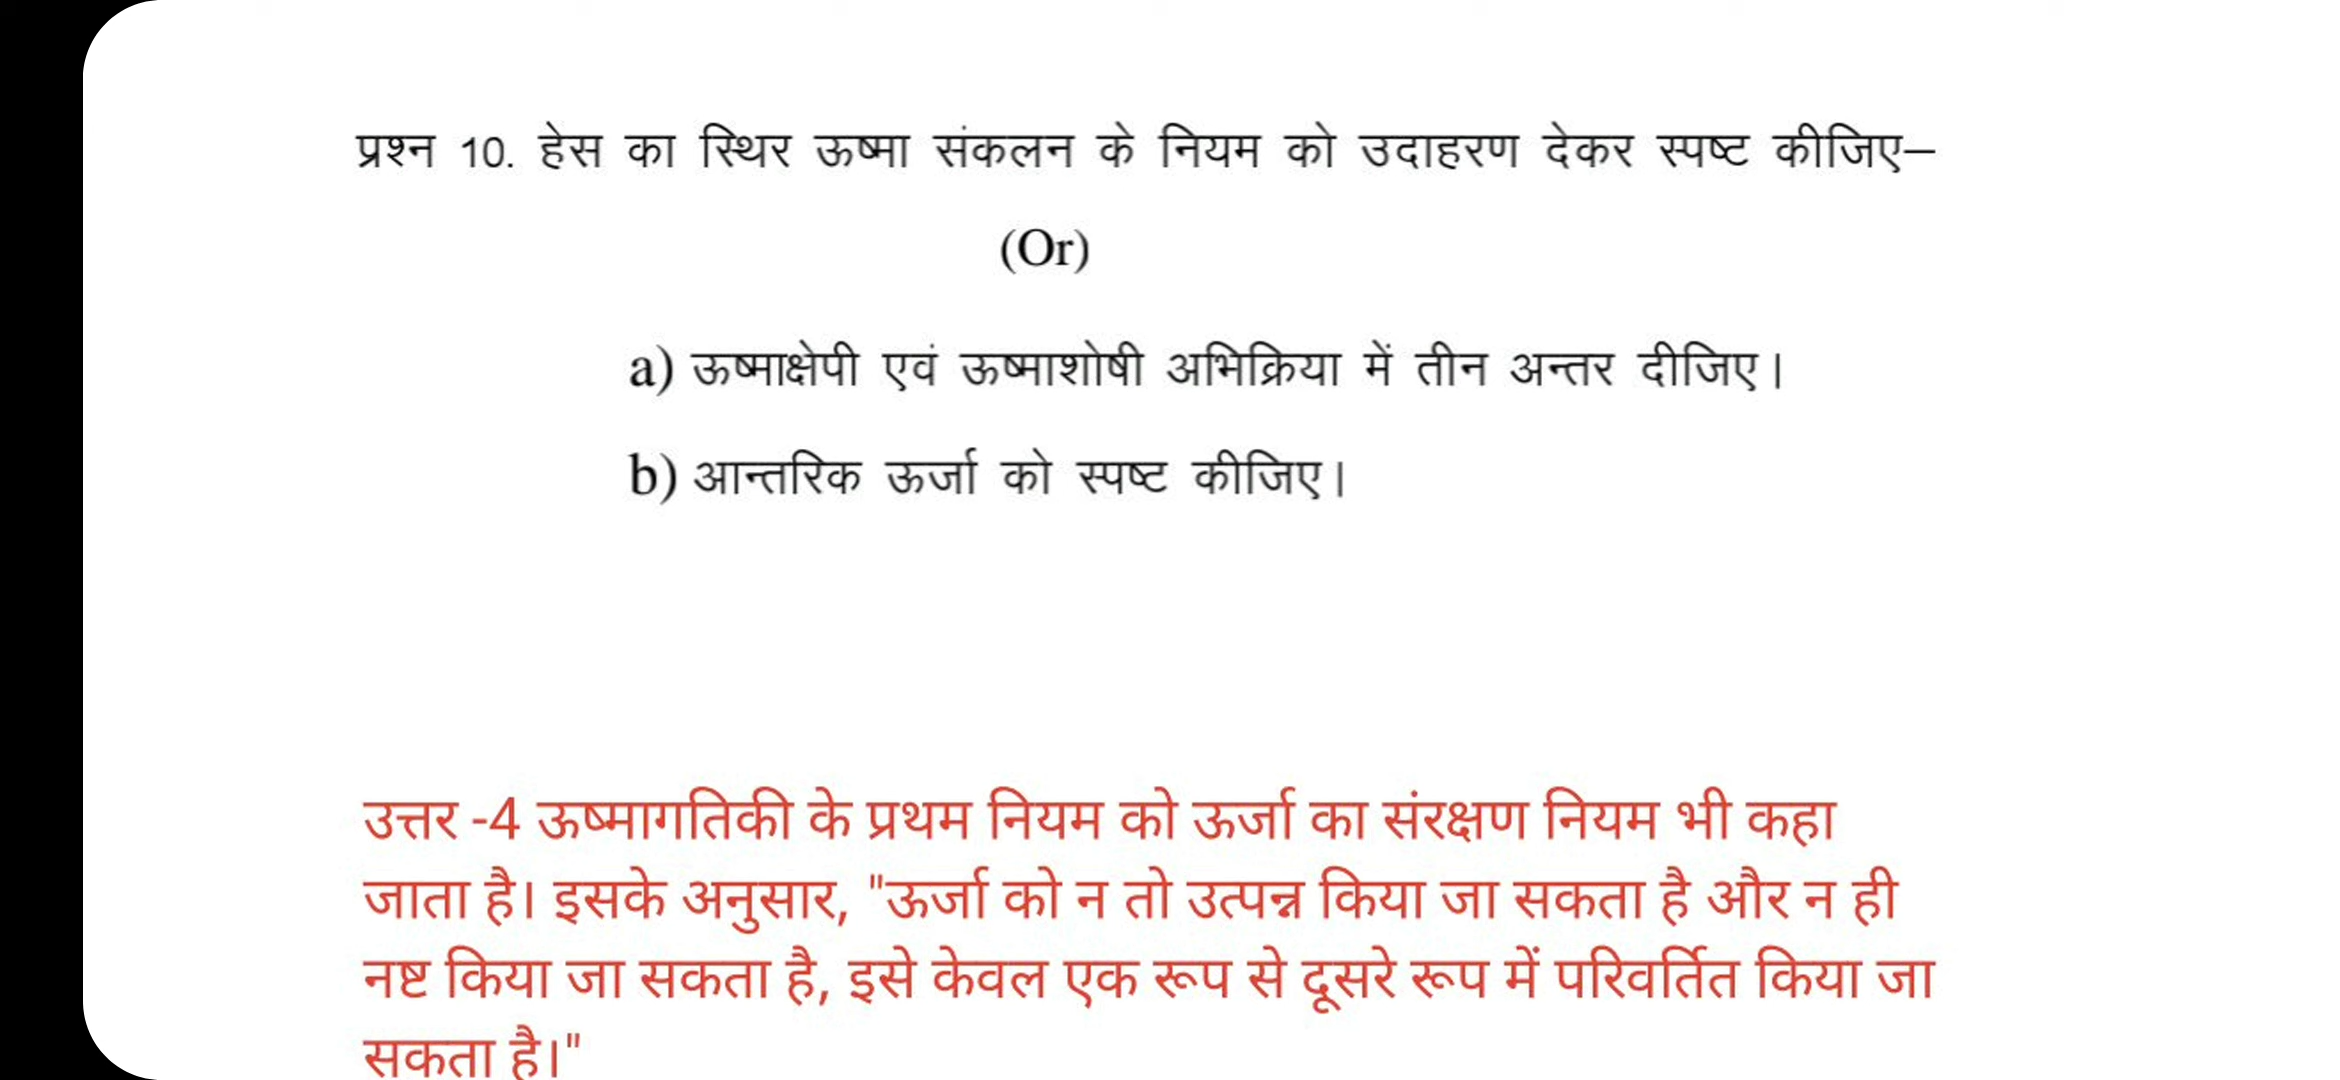 प्रश्न 10. हेस का स्थिर ऊष्मा संकलन के नियम को उदाहरण देकर स्पष्ट कीजिए–
(Or)
a) ऊष्माक्षेपी एवं ऊष्माशोषी अभिक्रिया में तीन अन्तर दीजिए।
b) आन्तरिक ऊर्जा को स्पष्ट कीजिए।
उत्तर -4 ऊष्मागतिकी के प्रथम नियम को ऊर्जा का संरक्षण नियम भी कहा
जाता है। इसके अनुसार, "ऊर्जा को न तो उत्पन्न किया जा सकता है और न ही
नष्ट किया जा सकता है, इसे केवल एक रूप से दूसरे रूप में परिवर्तित किया जा
सकता है।"